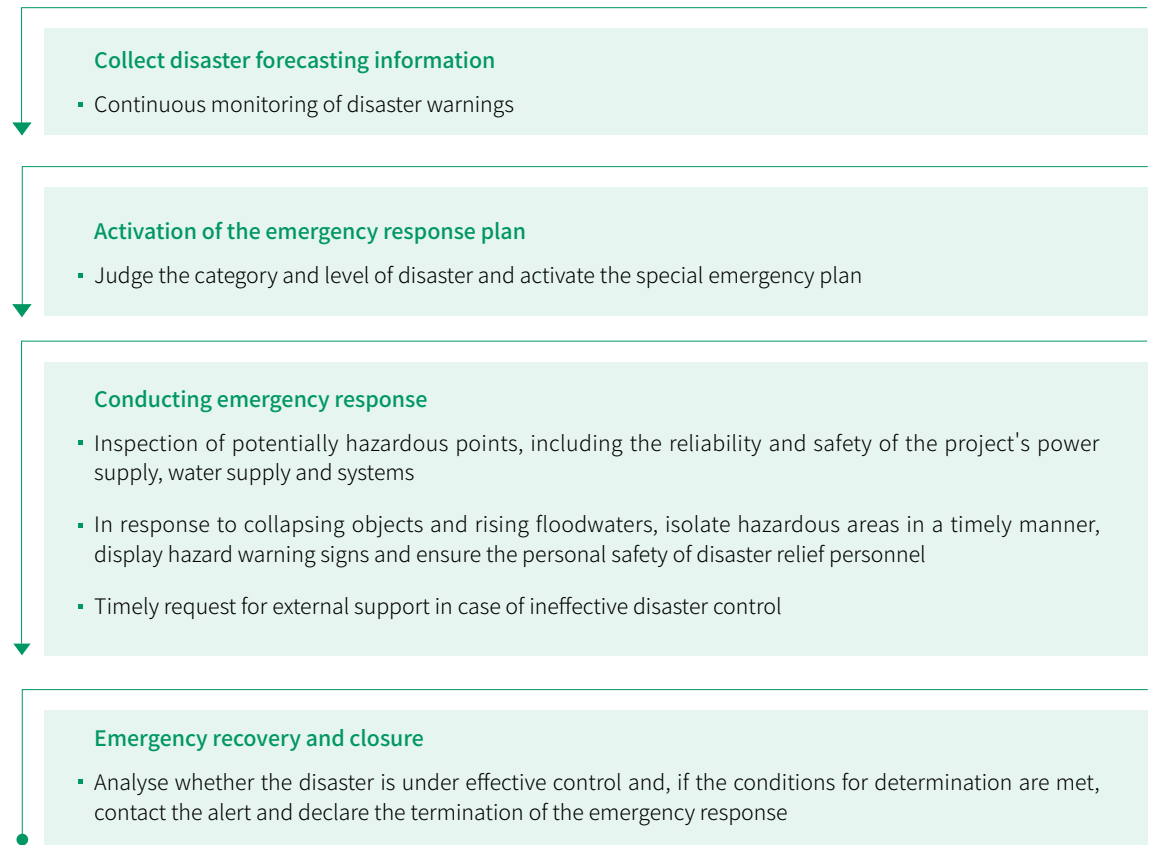 Collect disaster forecasting information
▪ Continuous monitoring of disaster warnings
Activation of the emergency response plan
▪ Judge the category and level of disaster and activate the special emergency plan
Conducting emergency response
▪ Inspection of potentially hazardous points, including the reliability and safety of the project's power
supply, water supply and systems
▪ In response to collapsing objects and rising floodwaters, isolate hazardous areas in a timely manner,
display hazard warning signs and ensure the personal safety of disaster relief personnel
▪ Timely request for external support in case of ineffective disaster control
Emergency recovery and closure
▪ Analyse whether the disaster is under effective control and, if the conditions for determination are met,
contact the alert and declare the termination of the emergency response